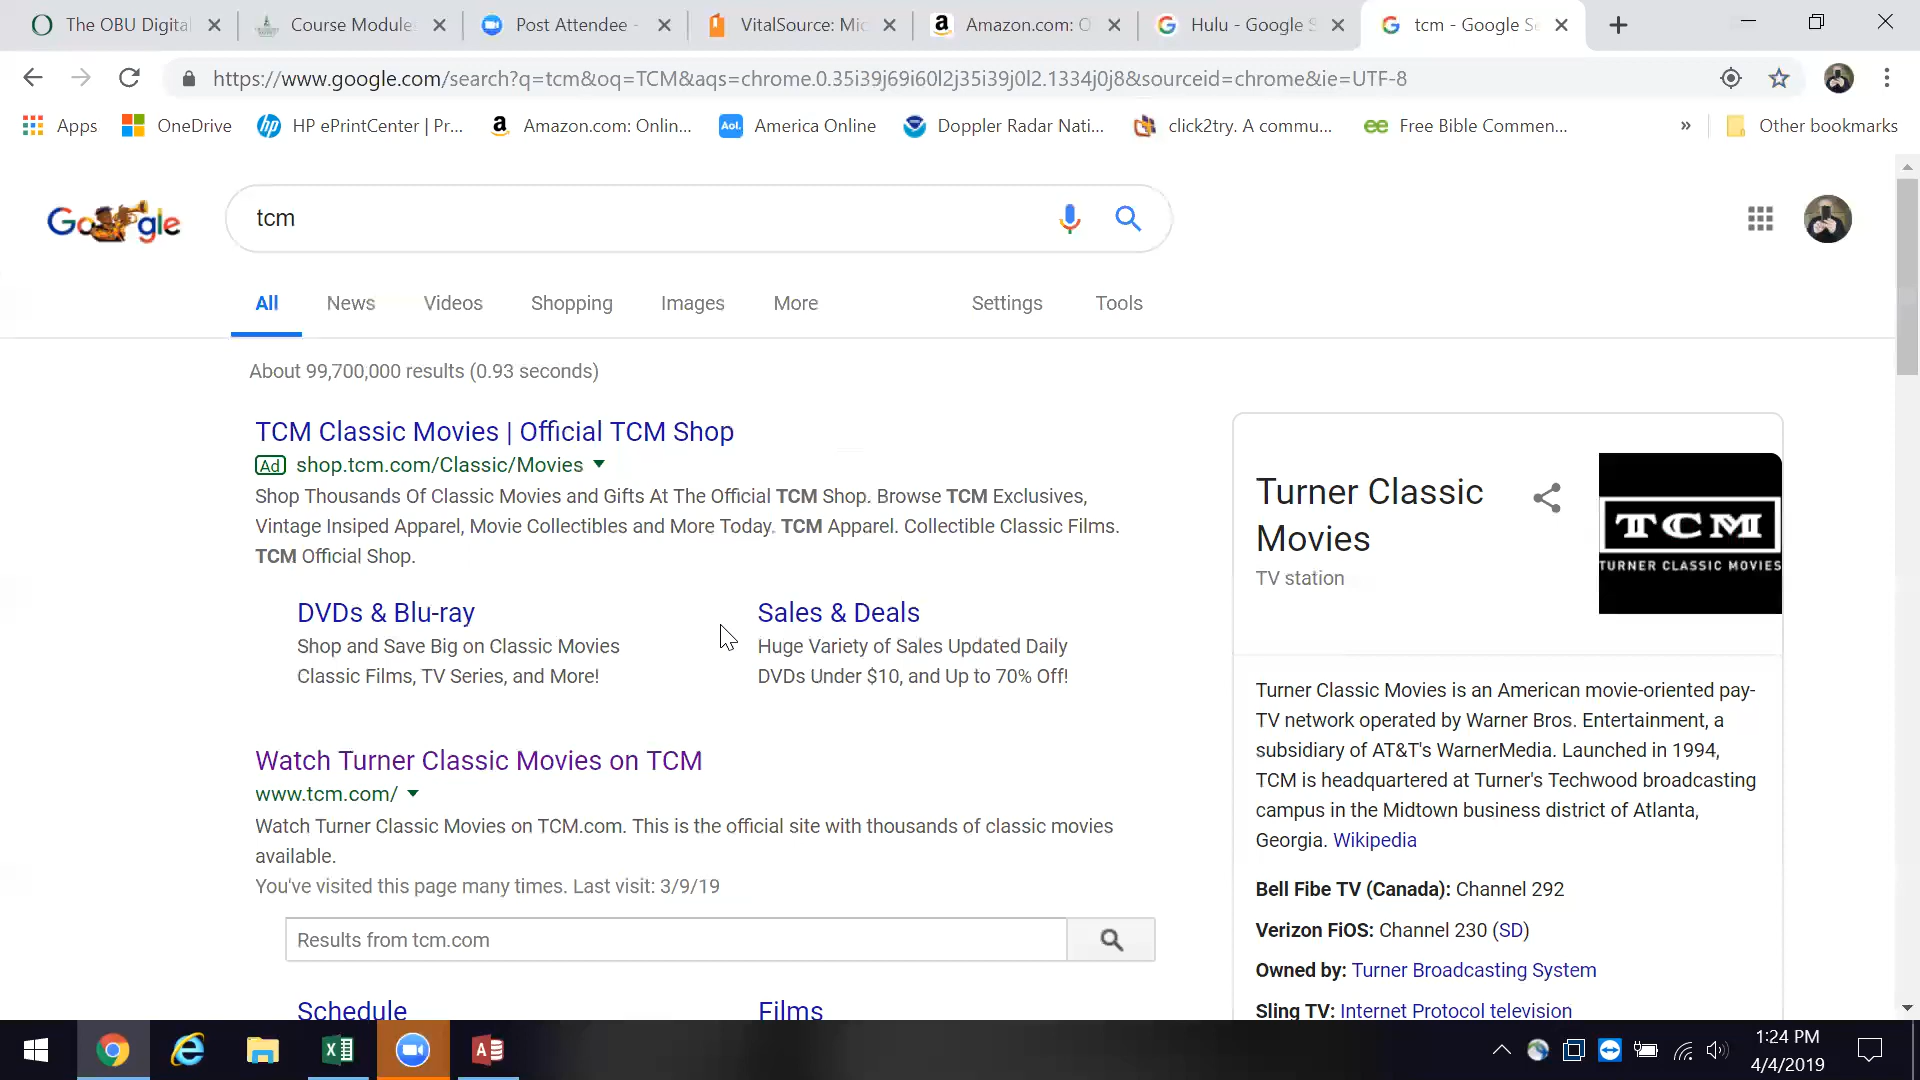 The OBU Digita
Course Module
Post Attendee -
VitalSource: Mic
Amazon.com: O
Hulu - Google S
tcm - Google Se
https://www.google.com/search?q=tcm&oq=TCM&aqs=chrome.0.35i39j69i60l2j35i39j0l2.1334j0j8&sourceid=chrome&ie=UTF-8
Apps
OneDrive
HP ePrintCenter | Pr...
Amazon.com: Onlin...
Aol.
America Online
Doppler Radar Nati...
click2try. A commu...
Free Bible Commen...
»
Other bookmarks
Google
tcm
All
News
Videos
Shopping
Images
More
Settings
Tools
About 99,700,000 results (0.93 seconds)
TCM Classic Movies | Official TCM Shop
Ad shop.tcm.com/Classic/Movies
Shop Thousands Of Classic Movies and Gifts At The Official TCM Shop. Browse TCM Exclusives,
Vintage Insiped Apparel, Movie Collectibles and More Today. TCM Apparel. Collectible Classic Films.
TCM Official Shop.
DVDs & Blu-ray
Shop and Save Big on Classic Movies
Classic Films, TV Series, and More!
Sales & Deals
Huge Variety of Sales Updated Daily
DVDs Under $10, and Up to 70% Off!
Watch Turner Classic Movies on TCM
www.tcm.com/
Watch Turner Classic Movies on TCM.com. This is the official site with thousands of classic movies
available.
You've visited this page many times. Last visit: 3/9/19
Results from tcm.com
Schedule
Films
Turner Classic
Movies
TV station
TCM
TURNER CLASSIC MOVIES
Turner Classic Movies is an American movie-oriented pay-
TV network operated by Warner Bros. Entertainment, a
subsidiary of AT&T's WarnerMedia. Launched in 1994,
TCM is headquartered at Turner's Techwood broadcasting
campus in the Midtown business district of Atlanta,
Georgia. Wikipedia
Bell Fibe TV (Canada): Channel 292
Verizon FiOS: Channel 230 (SD)
Owned by: Turner Broadcasting System
Sling TV: Internet Protocol television
1:24 PM
4/4/2019